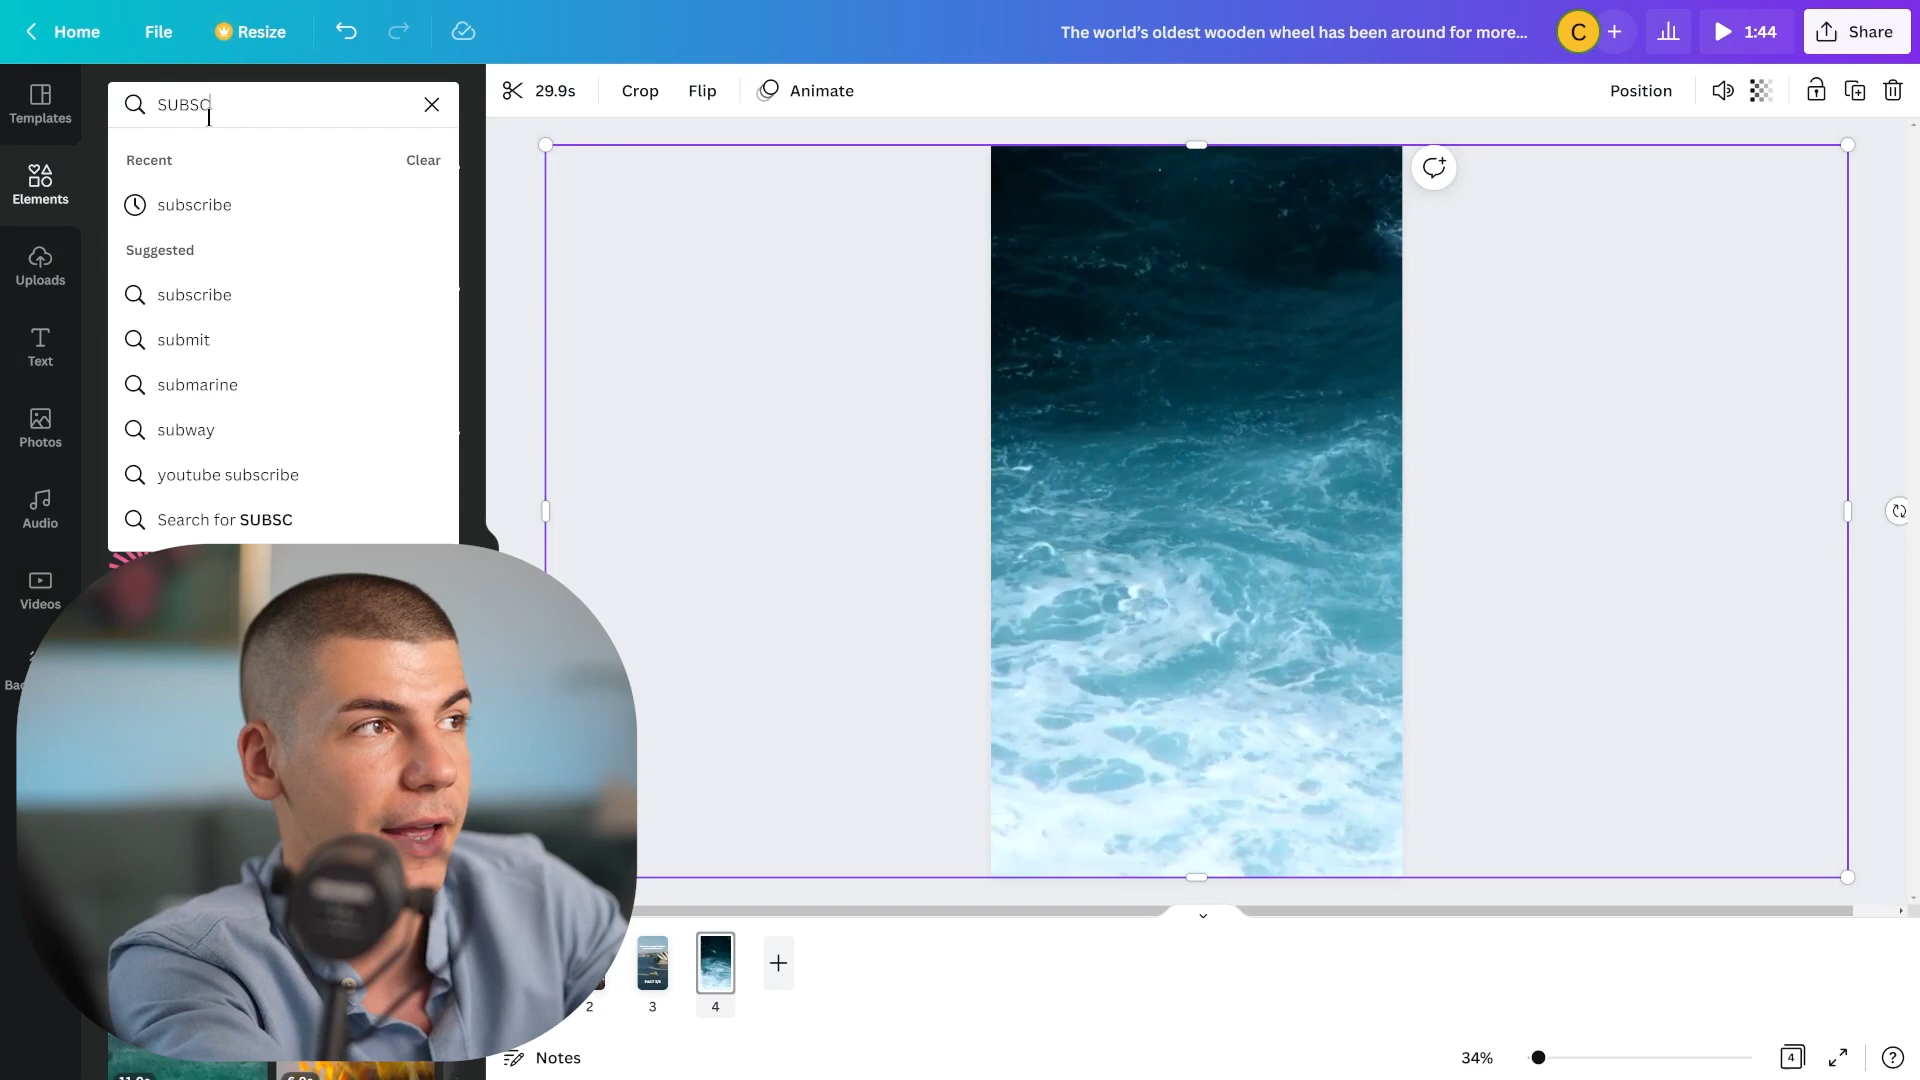 Home
File
Resize
The world's oldest wooden wheel has been around for more...
C
1:44
Share
Templates
Elements
Uploads
Text
Photos
Audio
Videos
SUBSC
Recent
Clear
subscribe
Suggested
subscribe
submit
submarine
subway
youtube subscribe
Search for SUBSC
29.9s
Crop
Flip
Animate
Position
2
3
4
Notes
34%
4